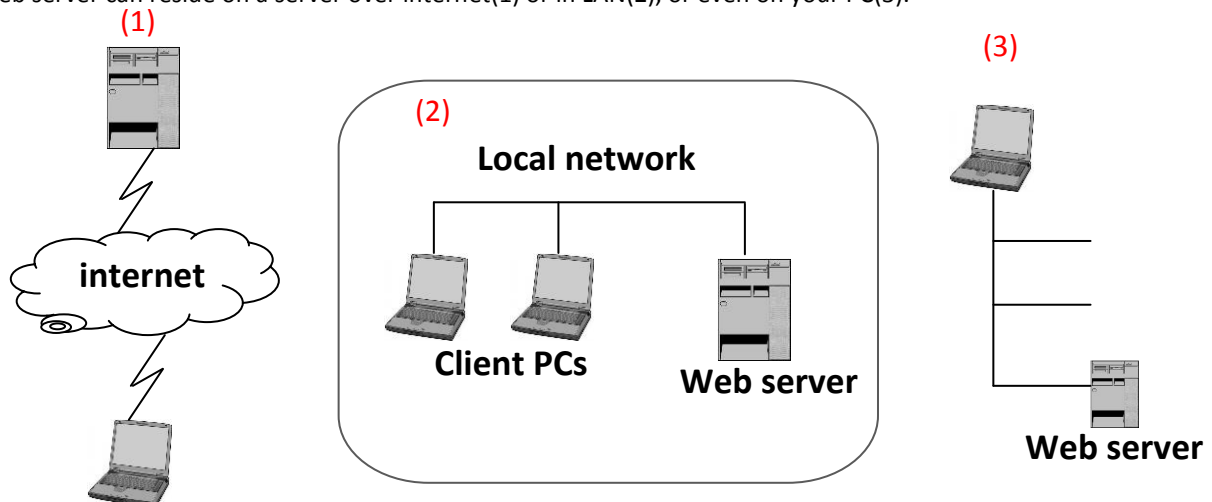 eb server can reside on a server over internet(1) or in LAN(2), or even on your PC(3).
(1)
(2)
(3)
Local network
internet
Client PCs
Web server
Web server